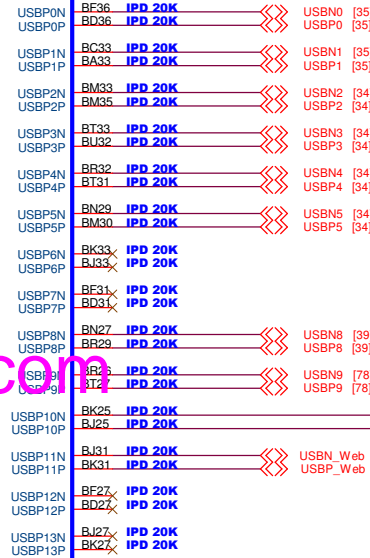 USBP0N BF36 IPD 20K USBN0 [35
USBP0P BD36 IPD 20K USBP0 [35]
USBP1N BC33 IPD 20K USBN1 [35
USBP1P BA33 IPD 20K USBP1 [35]
USBP2N BM33 IPD 20K USBN2 [34
USBP2P BM35 IPD 20K USBP2 [34]
USBP3N BT33 IPD 20K USBN3 [34
USBP3P BU32 IPD 20K USBP3 [34]
USBP4N BR32 IPD 20K USBN4 [34
USBP4P BT31 IPD 20K USBP4 [34]
USBP5N BN29 IPD 20K USBN5 [34
USBP5P BM30 IPD 20K USBP5 [34]
USBP6N BK33 IPD 20K
USBP6P BJ33 IPD 20K
USBP7N BF31 IPD 20K
USBP7P BD31 IPD 20K
USBP8N BN27 IPD 20K USBN8 [39
USBP8P BR29 IPD 20K USBP8 [39]
USBP9N BR26 IPD 20K USBN9 [78
USBP9P BT27 IPD 20K USBP9 [78]
com
USBP10N BK25 IPD 20K
USBP10P BJ25 IPD 20K
USBP11N BJ31 IPD 20K USBN_Web
USBP11P BK31 IPD 20K USBP_Web
USBP12N BF27 IPD 20K
USBP12P BD27 IPD 20K
USBP13N BJ27 IPD 20K
USBP13P BK27 IPD 20K